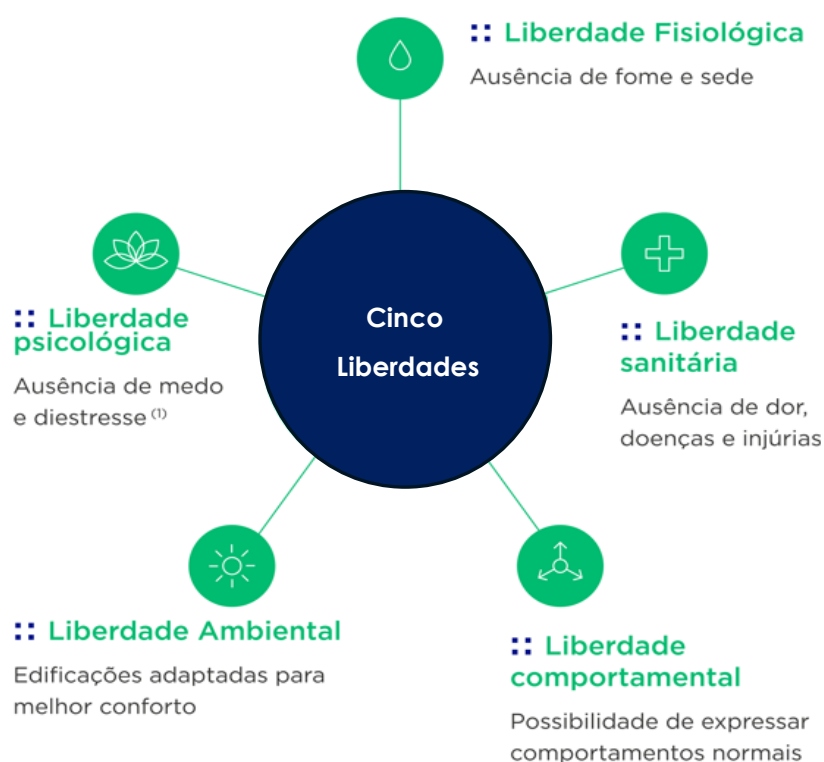 :: Liberdade Fisiológica
Ausência de fome e sede
:: Liberdade
psicológica
Ausência de medo
e diestresse (1)
Cinco
Liberdades
:: Liberdade
sanitária
Ausência de dor,
doenças e injúrias
:: Liberdade Ambiental
Edificações adaptadas para
melhor conforto
:: Liberdade
comportamental
Possibilidade de expressar
comportamentos normais